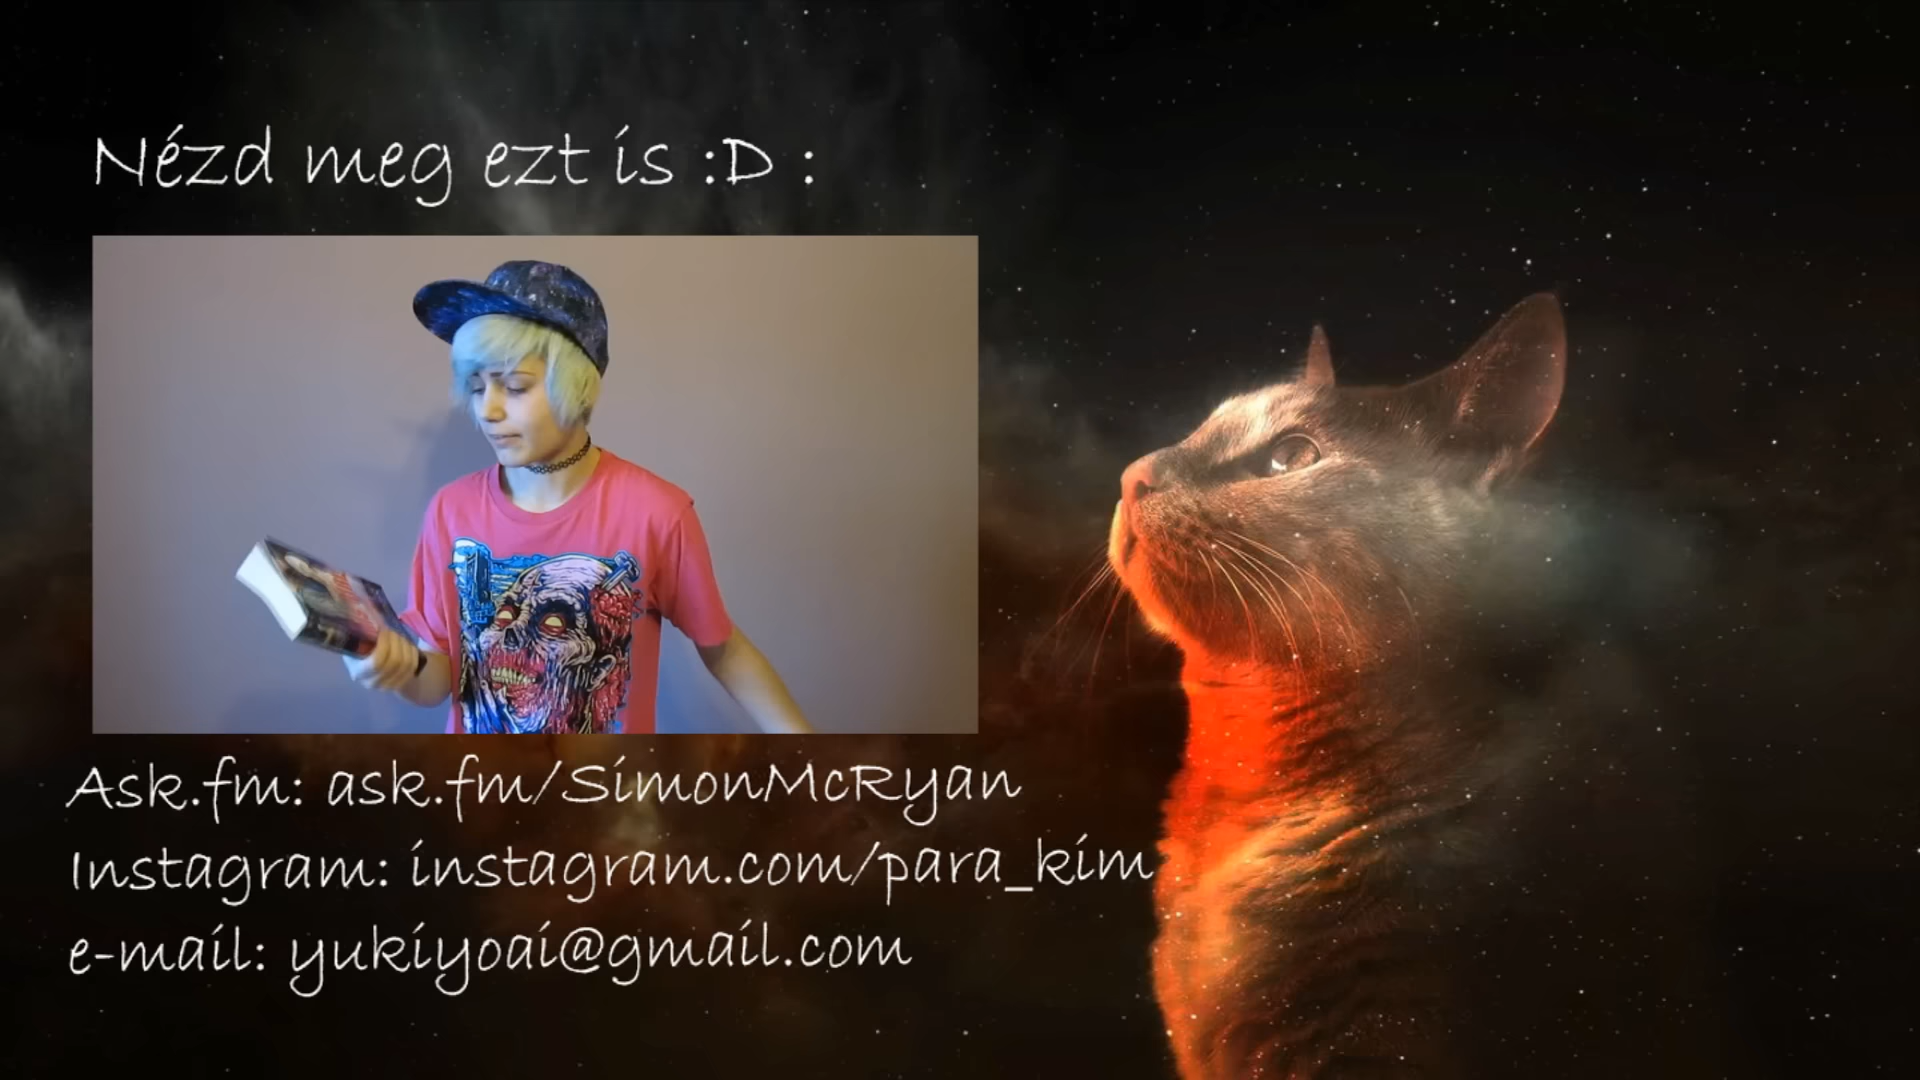 Nézd meg ezt is :D :
Ask.fm: ask.fm/SimonMcRyan
Instagram: instagram.com/para_kim
e-mail: yukiyoai@gmail.com